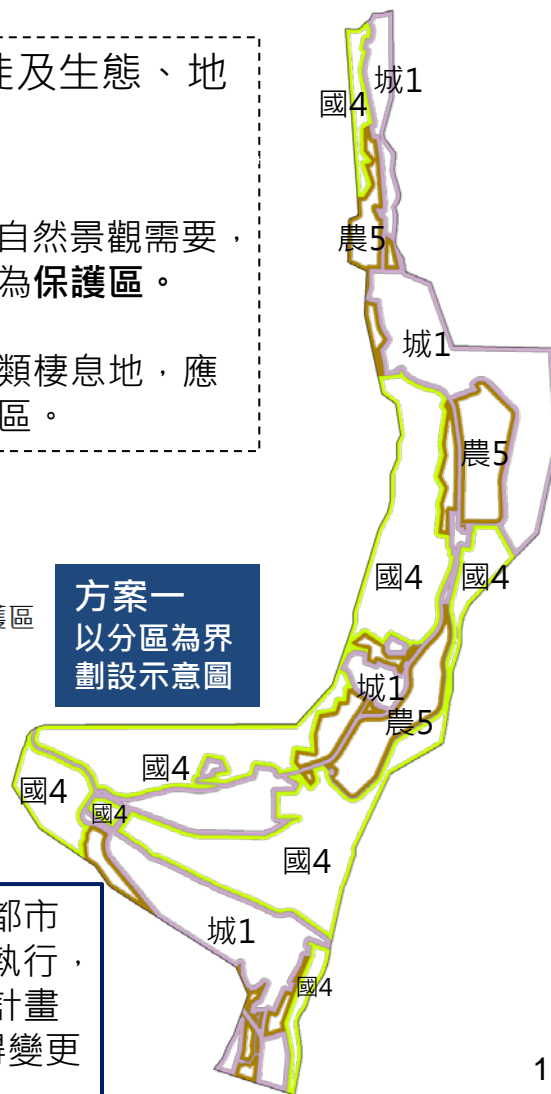 徒及生態、地
自然景觀需要，
為保護區。
類棲息地，應
區。
護區
方案一
以分區為界
劃設示意圖
城1
國4
農5
城1
農5
國4
國4
城1
農5
國4
國4
國4
國4
城1
國4
都市
執行，
計畫
得變更
1